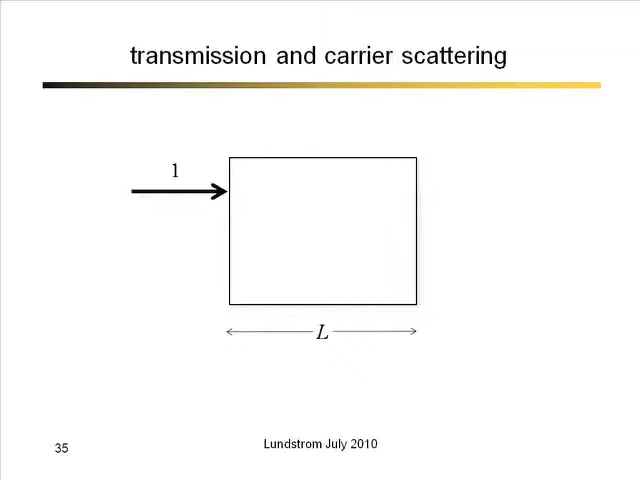 transmission and carrier scattering
1
L
35
Lundstrom July 2010